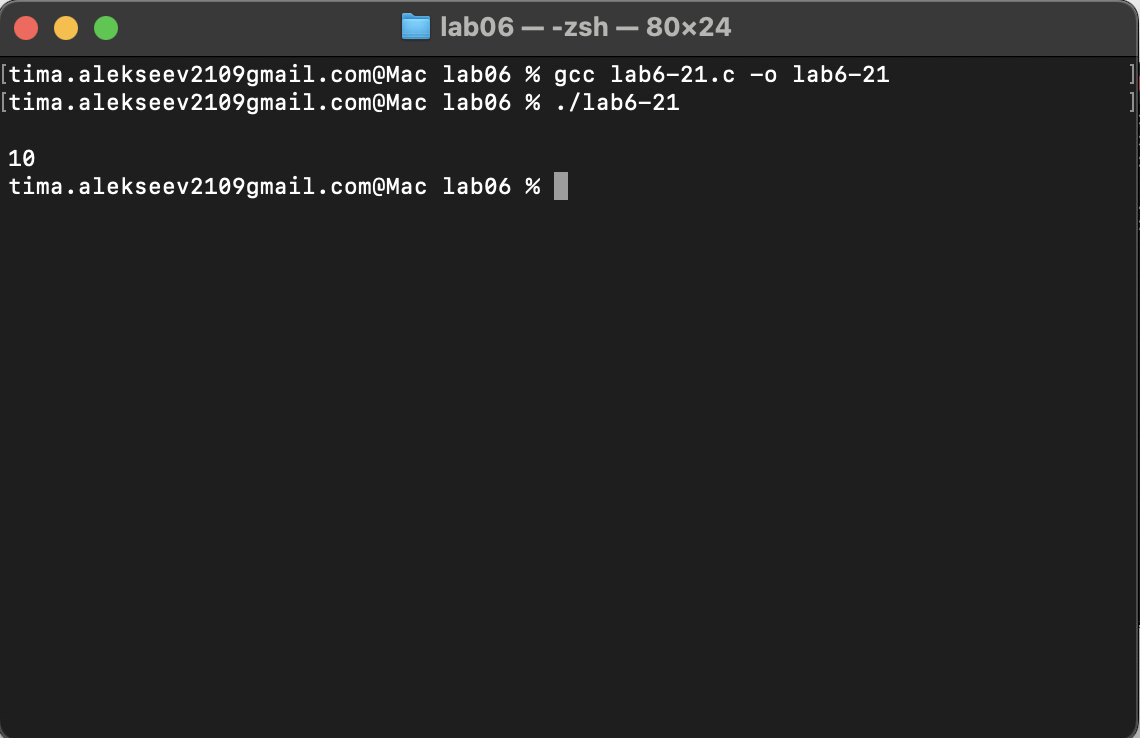 lab06 — -zsh — 80×24
[tima.alekseev2109gmail.com@Mac lab06 % gcc lab6-21.c -o lab6-21 ]
[tima.alekseev2109gmail.com@Mac lab06 % ./lab6-21 ]
10
tima.alekseev2109gmail.com@Mac lab06 %